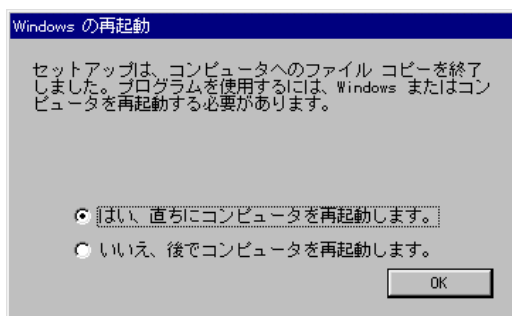 Windows の再起動
セットアップは、コンピュータへのファイル コピーを終了
しました。プログラムを使用するには、Windows またはコン
ピュータを再起動する必要があります。
はい、直ちにコンピュータを再起動します。
いいえ、後でコンピュータを再起動します。
OK